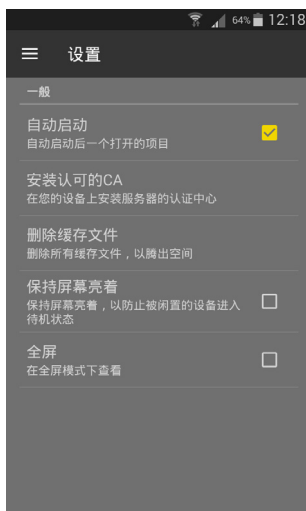 64% 12:18
设置
一般
自动启动
自动启动后一个打开的项目
安装认可的CA
在您的设备上安装服务器的认证中心
删除缓存文件
删除所有缓存文件，以腾出空间
保持屏幕亮着
保持屏幕亮着，以防止被闲置的设备进入
待机状态
全屏
在全屏模式下查看